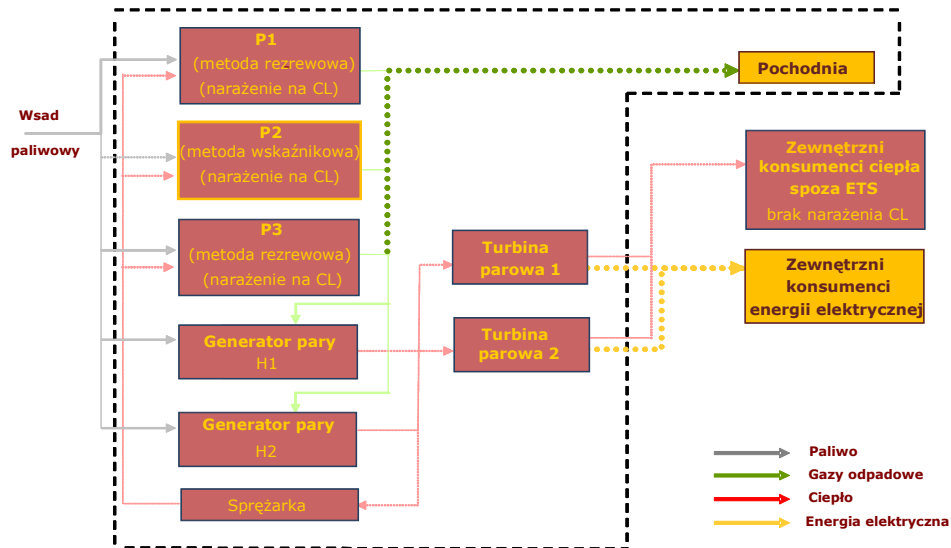 Wsad
paliwowy
P1
(metoda rezrewowa)
(narażenie na CL)
P2
(metoda wskaźnikowa)
(narażenie na CL)
P3
(metoda rezrewowa)
(narażenie na CL)
Generator pary
H1
Generator pary
H2
Sprężarka
Turbina
parowa 1
Turbina
parowa 2
Pochodnia
Zewnętrzni
konsumenci ciepła
spoza ETS
brak narażenia CL
Zewnętrzni
konsumenci
energii elektrycznej
Paliwo
Gazy odpadowe
Ciepło
Energia elektryczna